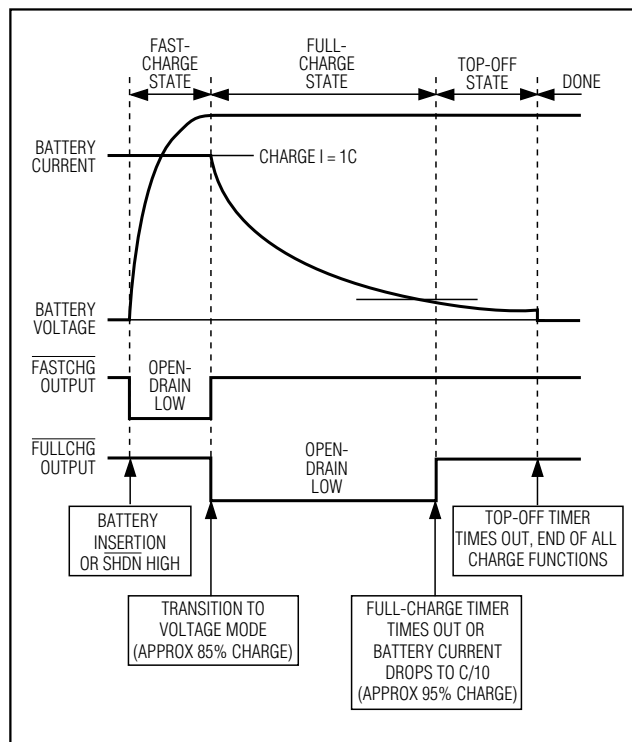 FAST-
CHARGE
STATE
FULL-
CHARGE
STATE
TOP-OFF
STATE
DONE
BATTERY
CURRENT
CHARGE I = 1C
BATTERY
VOLTAGE
FASTCHG
OUTPUT
OPEN-
DRAIN
LOW
FULLCHG
OUTPUT
OPEN-
DRAIN
LOW
BATTERY
INSERTION
OR SHDN HIGH
TOP-OFF TIMER
TIMES OUT, END OF ALL
CHARGE FUNCTIONS
TRANSITION TO
VOLTAGE MODE
(APPROX 85% CHARGE)
FULL-CHARGE TIMER
TIMES OUT OR
BATTERY CURRENT
DROPS TO C/10
(APPROX 95% CHARGE)